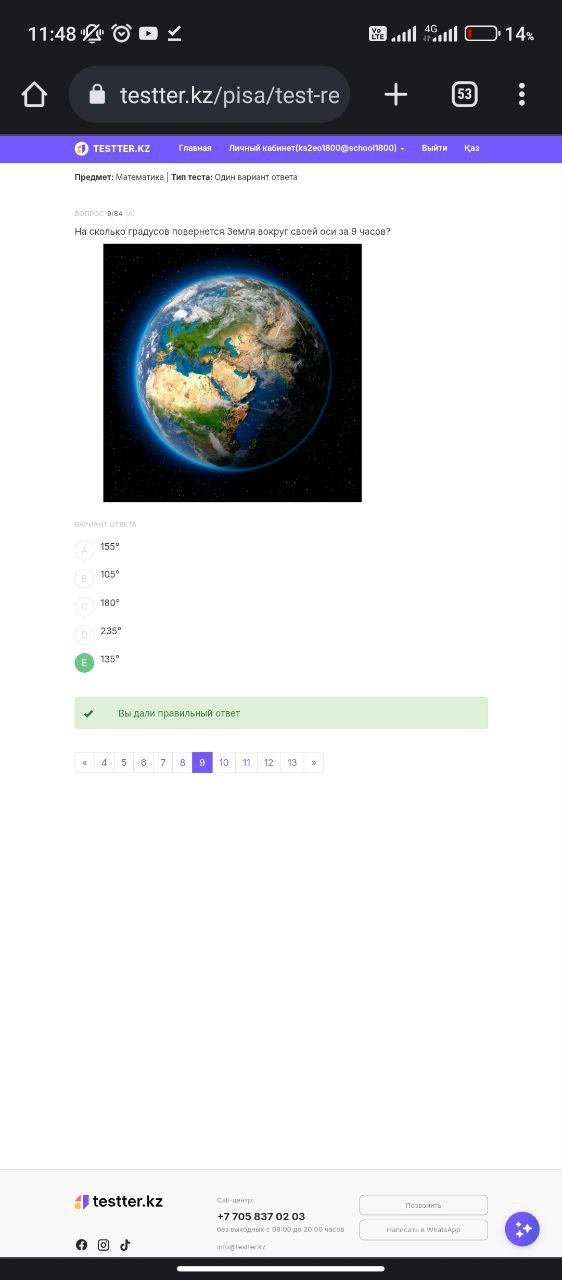 11:48
Vo LTE
4G
14%
testter.kz/pisa/test-re
53
TESTTER.KZ
Главная
Личный кабинет(ks2eo1800@school1800)
Выйти
Қаз
Предмет: Математика | Тип теста: Один вариант ответа
ВОПРОС 9/84 (A)
На сколько градусов повернется Земля вокруг своей оси за 9 часов?
ВАРИАНТ ОТВЕТА
A 155°
B 105°
C 180°
D 235°
E 135°
Вы дали правильный ответ
« 4 5 6 7 8 9 10 11 12 13 »
testter.kz
Call-центр:
+7 705 837 02 03
без выходных с 08:00 до 20:00 часов
info@testter.kz
Позвонить
Написать в WhatsApp